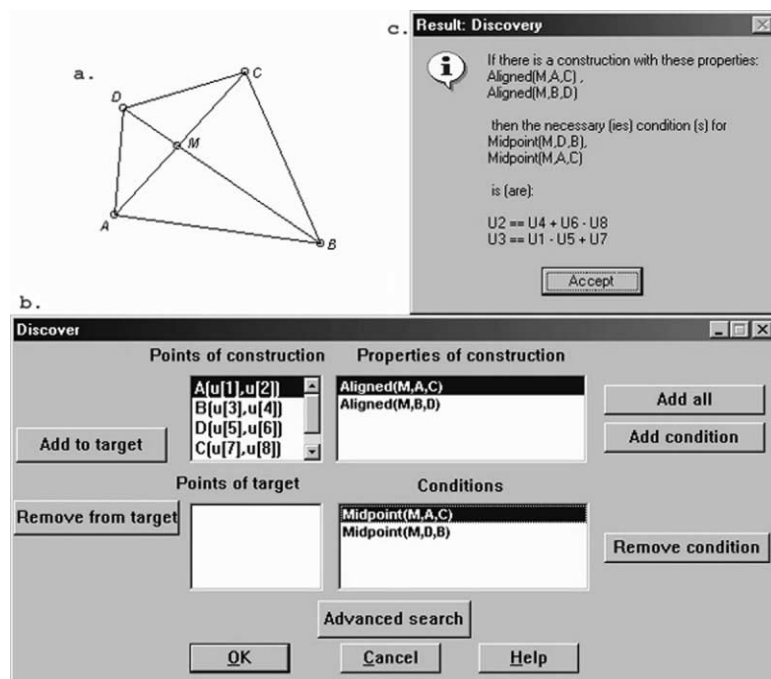 a.
D
C
M
A
B
c.
Result: Discovery
If there is a construction with these properties:
Aligned(M,A,C) ,
Aligned(M,B,D)
then the necessary (ies) condition (s) for
Midpoint(M,D,B),
Midpoint(M,A,C)
is (are):
U2 == U4 + U6 - U8
U3 == U1 - U5 + U7
Accept
b.
Discover
Points of construction
Properties of construction
A(u[1],u[2])
B(u[3],u[4])
D(u[5],u[6])
C(u[7],u[8])
Aligned(M,A,C)
Aligned(M,B,D)
Add all
Add condition
Add to target
Points of target
Conditions
Remove from target
Midpoint(M,A,C)
Midpoint(M,D,B)
Remove condition
Advanced search
OK
Cancel
Help